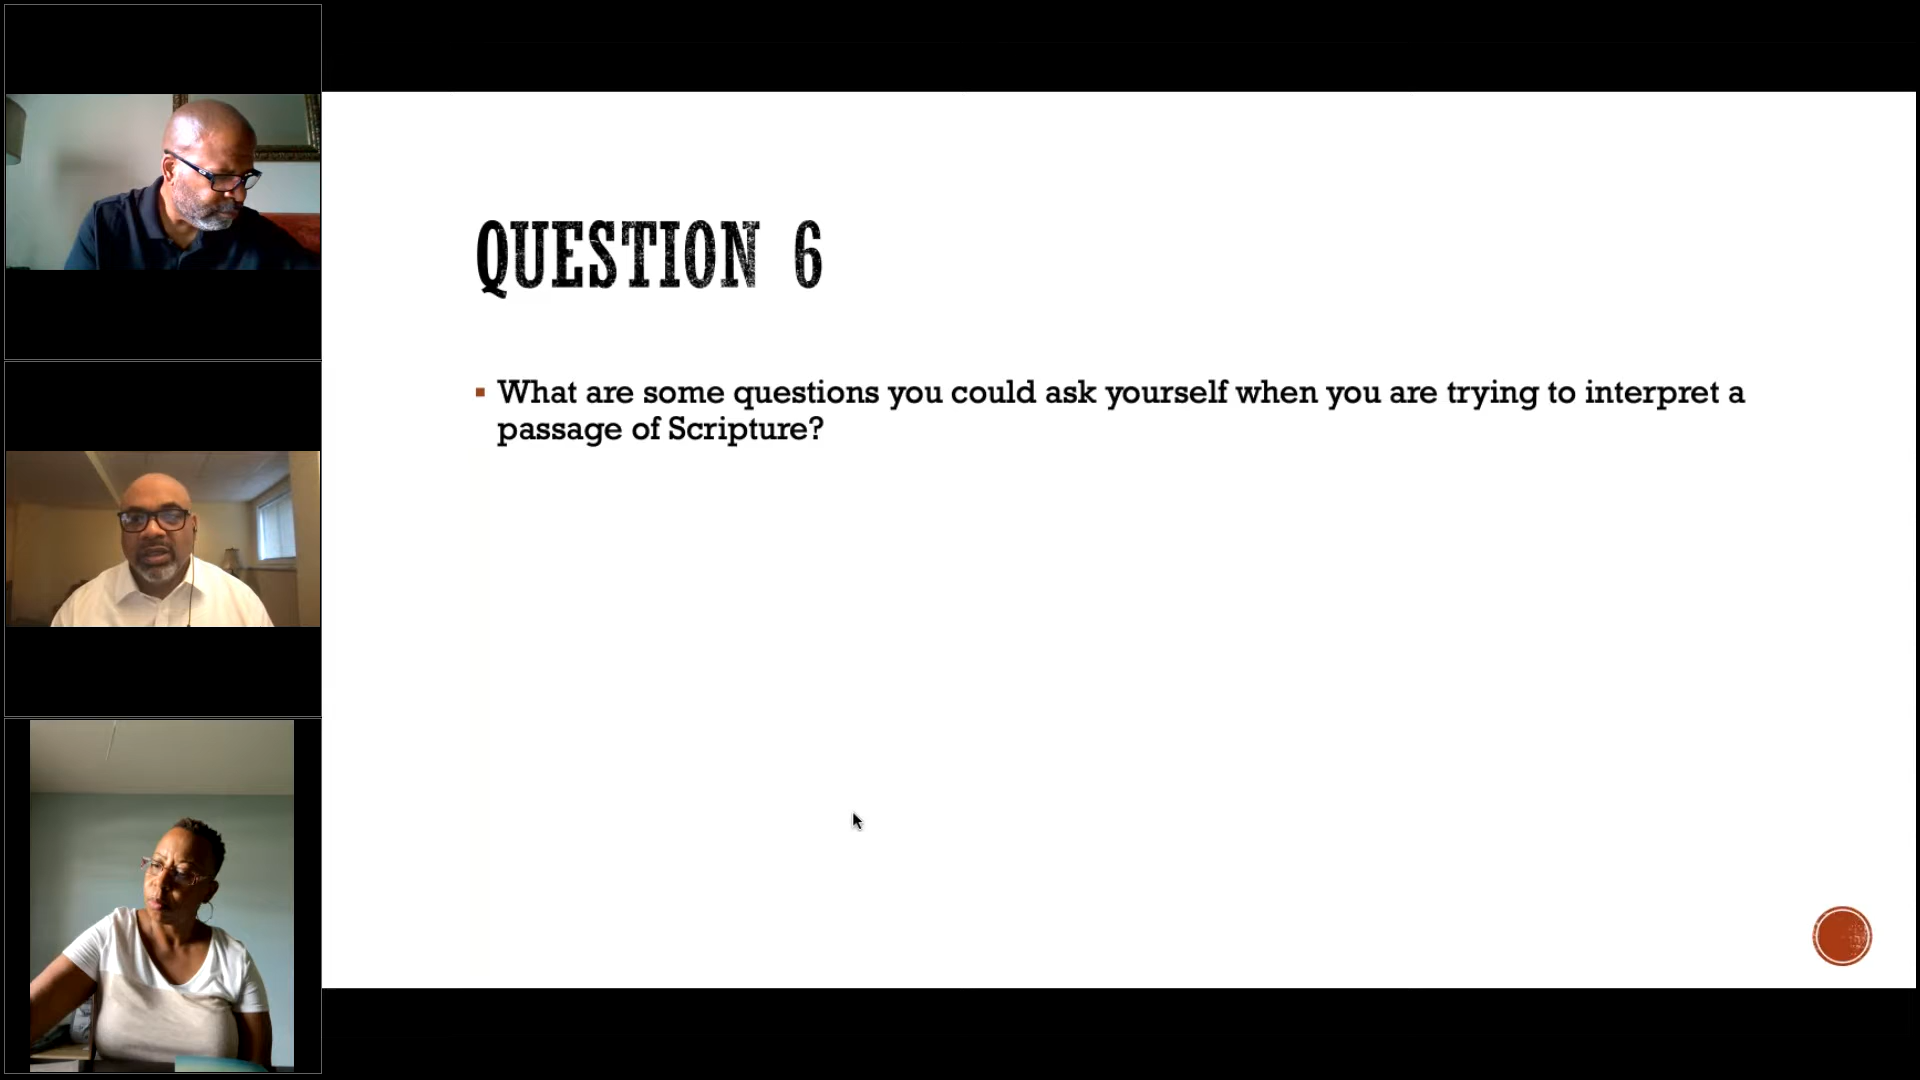 QUESTION 6
What are some questions you could ask yourself when you are trying to interpret a
passage of Scripture?